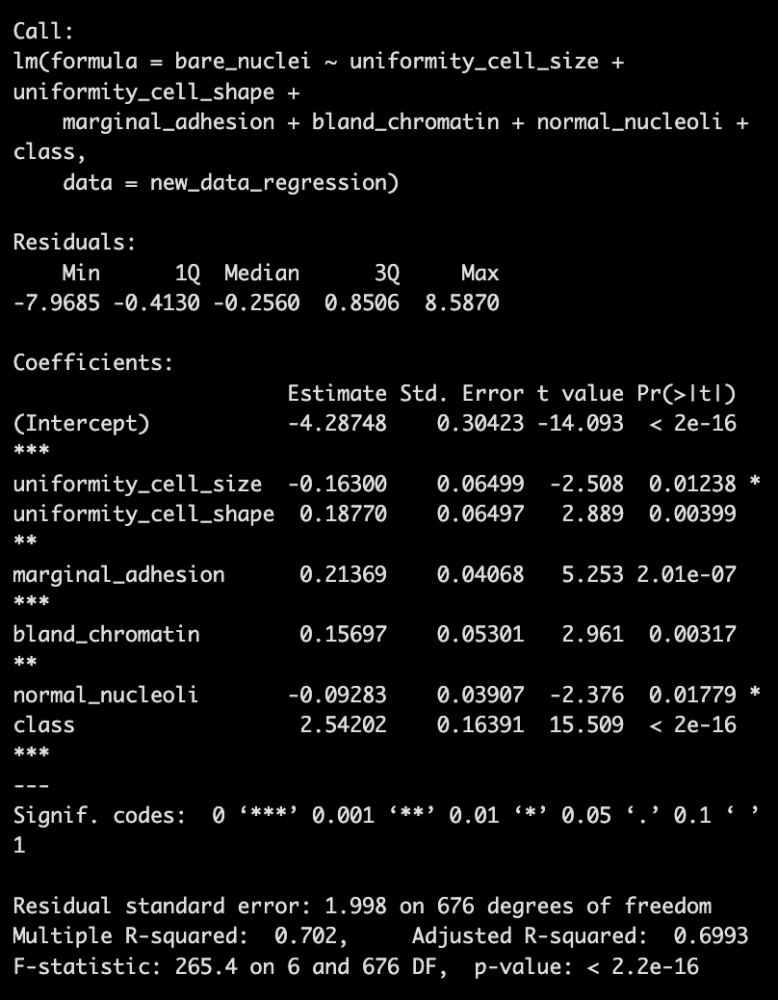 Call:
lm(formula = bare_nuclei ~ uniformity_cell_size +
uniformity_cell_shape +
    marginal_adhesion + bland_chromatin + normal_nucleoli +
class,
    data = new_data_regression)

Residuals:
    Min      1Q  Median      3Q     Max
-7.9685 -0.4130 -0.2560  0.8506  8.5870

Coefficients:
                      Estimate Std. Error t value Pr(>|t|)
(Intercept)           -4.28748    0.30423 -14.093  < 2e-16
***
uniformity_cell_size  -0.16300    0.06499  -2.508  0.01238 *
uniformity_cell_shape  0.18770    0.06497   2.889  0.00399
**
marginal_adhesion      0.21369    0.04068   5.253 2.01e-07
***
bland_chromatin        0.15697    0.05301   2.961  0.00317
**
normal_nucleoli       -0.09283    0.03907  -2.376  0.01779 *
class                  2.54202    0.16391  15.509  < 2e-16
***
---
Signif. codes:  0 ‘***’ 0.001 ‘**’ 0.01 ‘*’ 0.05 ‘.’ 0.1 ‘ ’
1

Residual standard error: 1.998 on 676 degrees of freedom
Multiple R-squared:  0.702,     Adjusted R-squared:  0.6993
F-statistic: 265.4 on 6 and 676 DF,  p-value: < 2.2e-16